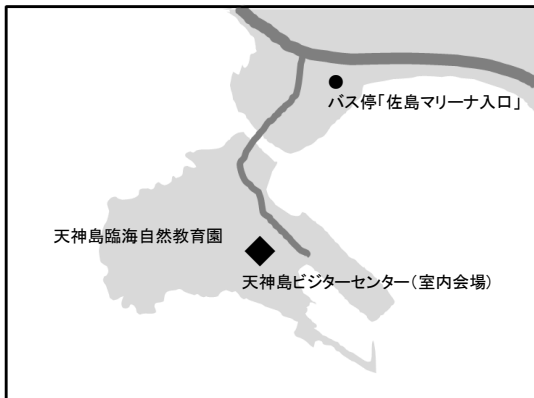 バス停「佐島マリーナ入口」
天神島臨海自然教育園
天神島ビジターセンター(室内会場)